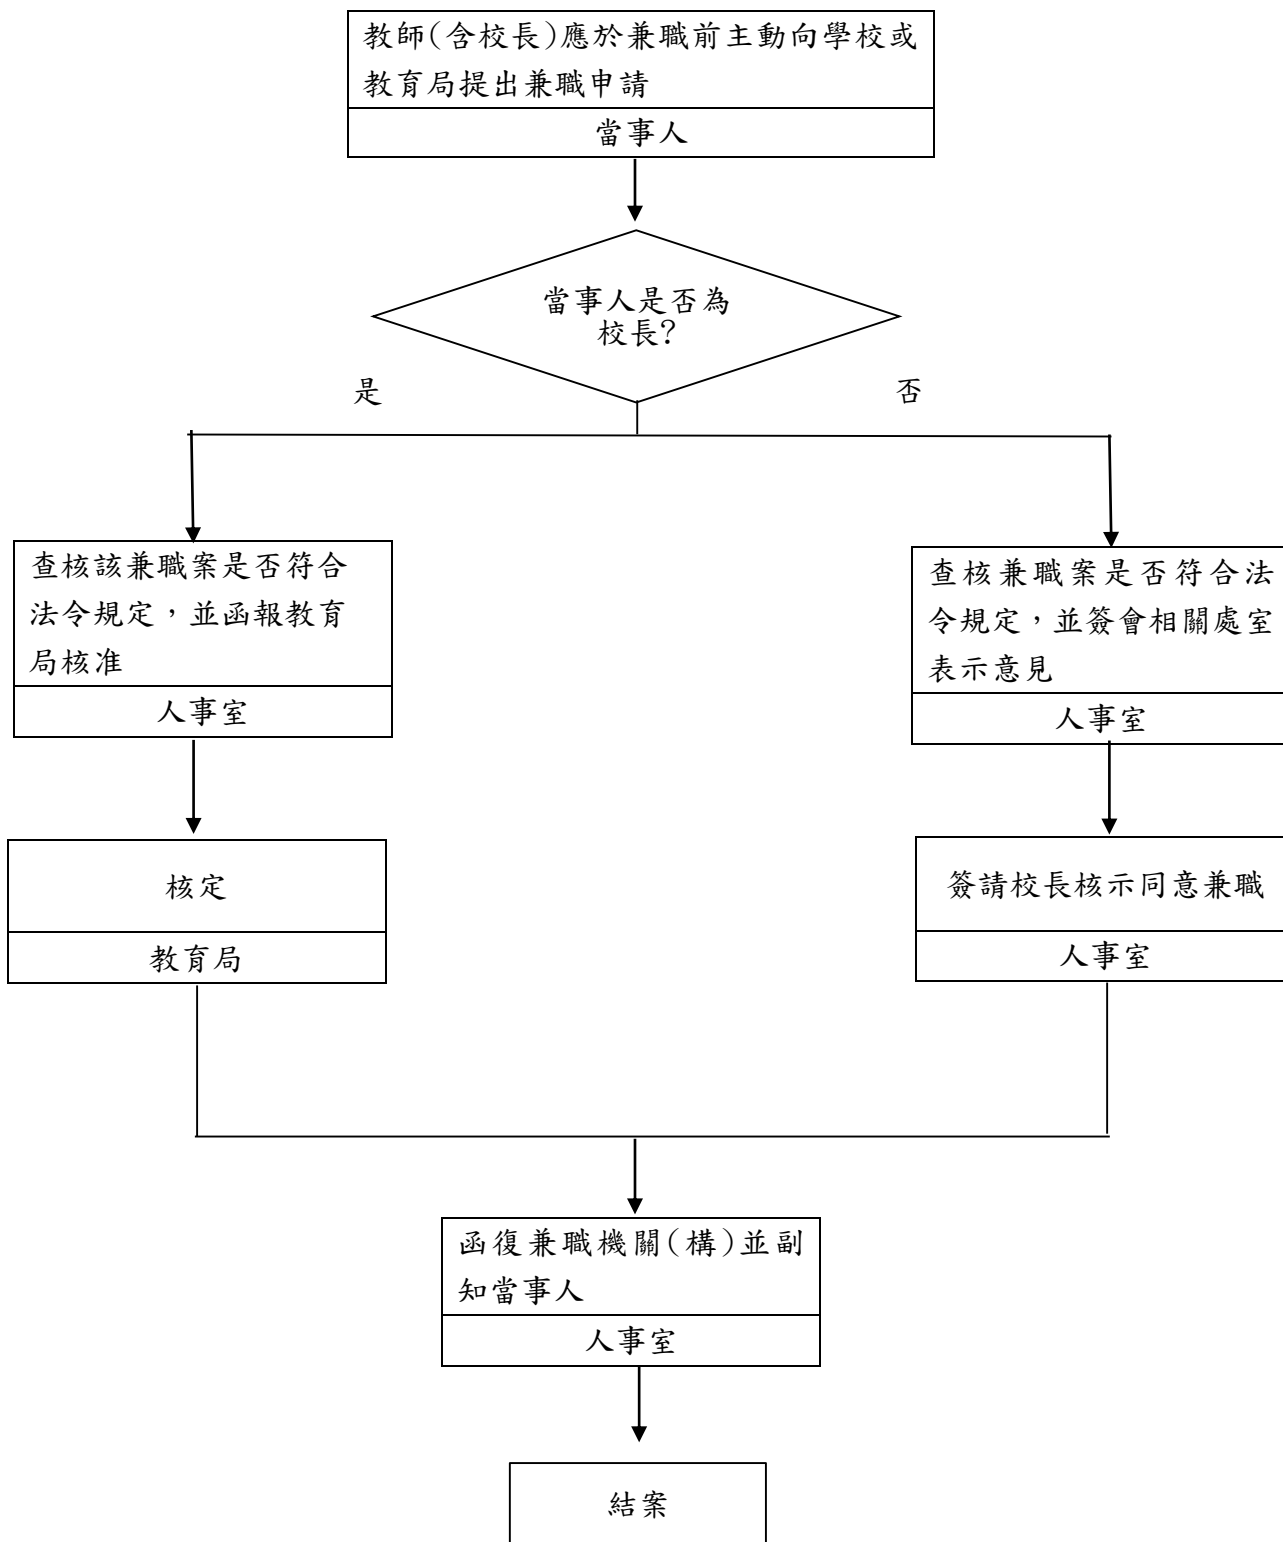 教師(含校長)應於兼職前主動向學校或
教育局提出兼職申請
當事人
當事人是否為
校長?
是
否
查核該兼職案是否符合
法令規定，並函報教育
局核准
人事室
查核兼職案是否符合法
令規定，並簽會相關處室
表示意見
人事室
核定
教育局
簽請校長核示同意兼職
人事室
函復兼職機關(構)並副
知當事人
人事室
結案